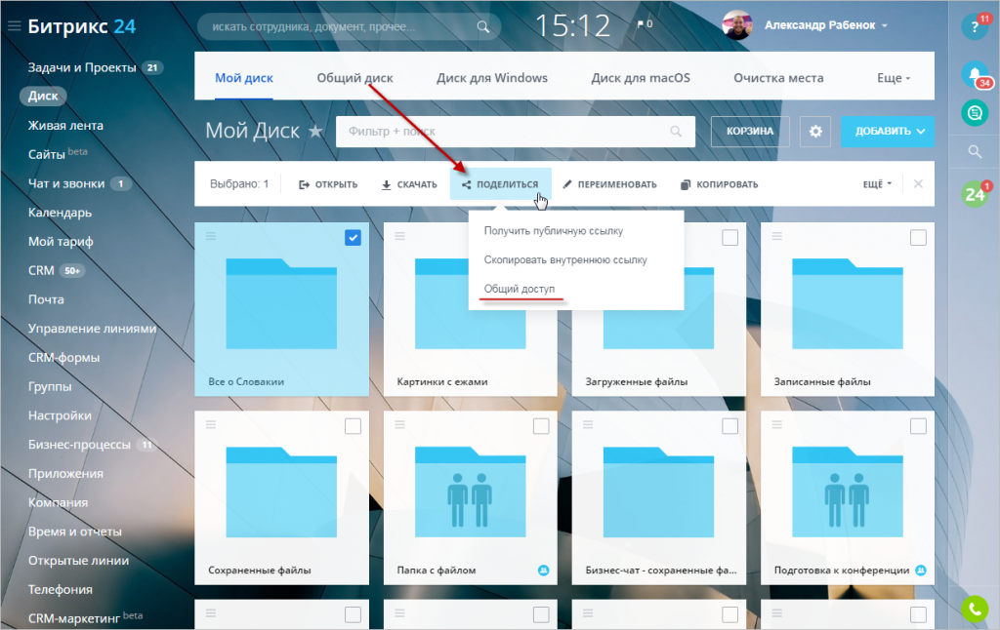 Битрикс 24
искать сотрудника, документ, прочее...
15:12
0
Александр Рабенок
?
11
Задачи и Проекты 21
Диск
Живая лента
Сайты beta
Чат и звонки 1
Календарь
Мой тариф
CRM 50+
Почта
Управление линиями
CRM-формы
Группы
Настройки
Бизнес-процессы 11
Приложения
Компания
Время и отчеты
Открытые линии
Телефония
CRM-маркетинг beta
Мой диск
Общий диск
Диск для Windows
Диск для macOS
Очистка места
Еще
Мой Диск
Фильтр + поиск
КОРЗИНА
ДОБАВИТЬ
Выбрано: 1
ОТКРЫТЬ
СКАЧАТЬ
ПОДЕЛИТЬСЯ
ПЕРЕИМЕНОВАТЬ
КОПИРОВАТЬ
ЕЩЁ
Получить публичную ссылку
Скопировать внутреннюю ссылку
Общий доступ
Все о Словакии
Картинки с ежами
Загруженные файлы
Записанные файлы
Сохраненные файлы
Папка с файлом
Бизнес-чат - сохраненные фа...
Подготовка к конференции
34
24
1